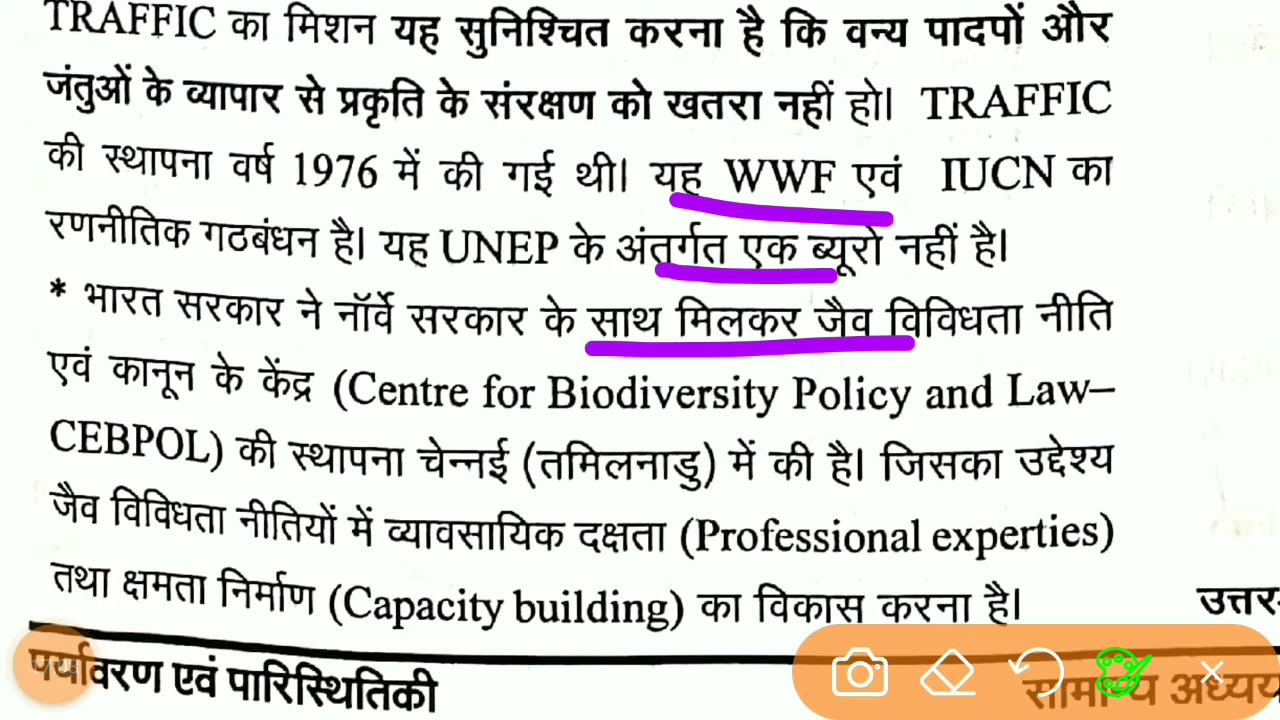 TRAFFIC का मिशन यह सुनिश्चित करना है कि वन्य पादपों और
जंतुओं के व्यापार से प्रकृति के संरक्षण को खतरा नहीं हो। TRAFFIC
की स्थापना वर्ष 1976 में की गई थी। यह WWF एवं IUCN का
रणनीतिक गठबंधन है। यह UNEP के अंतर्गत एक ब्यूरो नहीं है।
* भारत सरकार ने नॉर्वे सरकार के साथ मिलकर जैव विविधता नीति
एवं कानून के केंद्र (Centre for Biodiversity Policy and Law–
CEBPOL) की स्थापना चेन्नई (तमिलनाडु) में की है। जिसका उद्देश्य
जैव विविधता नीतियों में व्यावसायिक दक्षता (Professional experties)
तथा क्षमता निर्माण (Capacity building) का विकास करना है।
उत्तर
पर्यावरण एवं पारिस्थितिकी